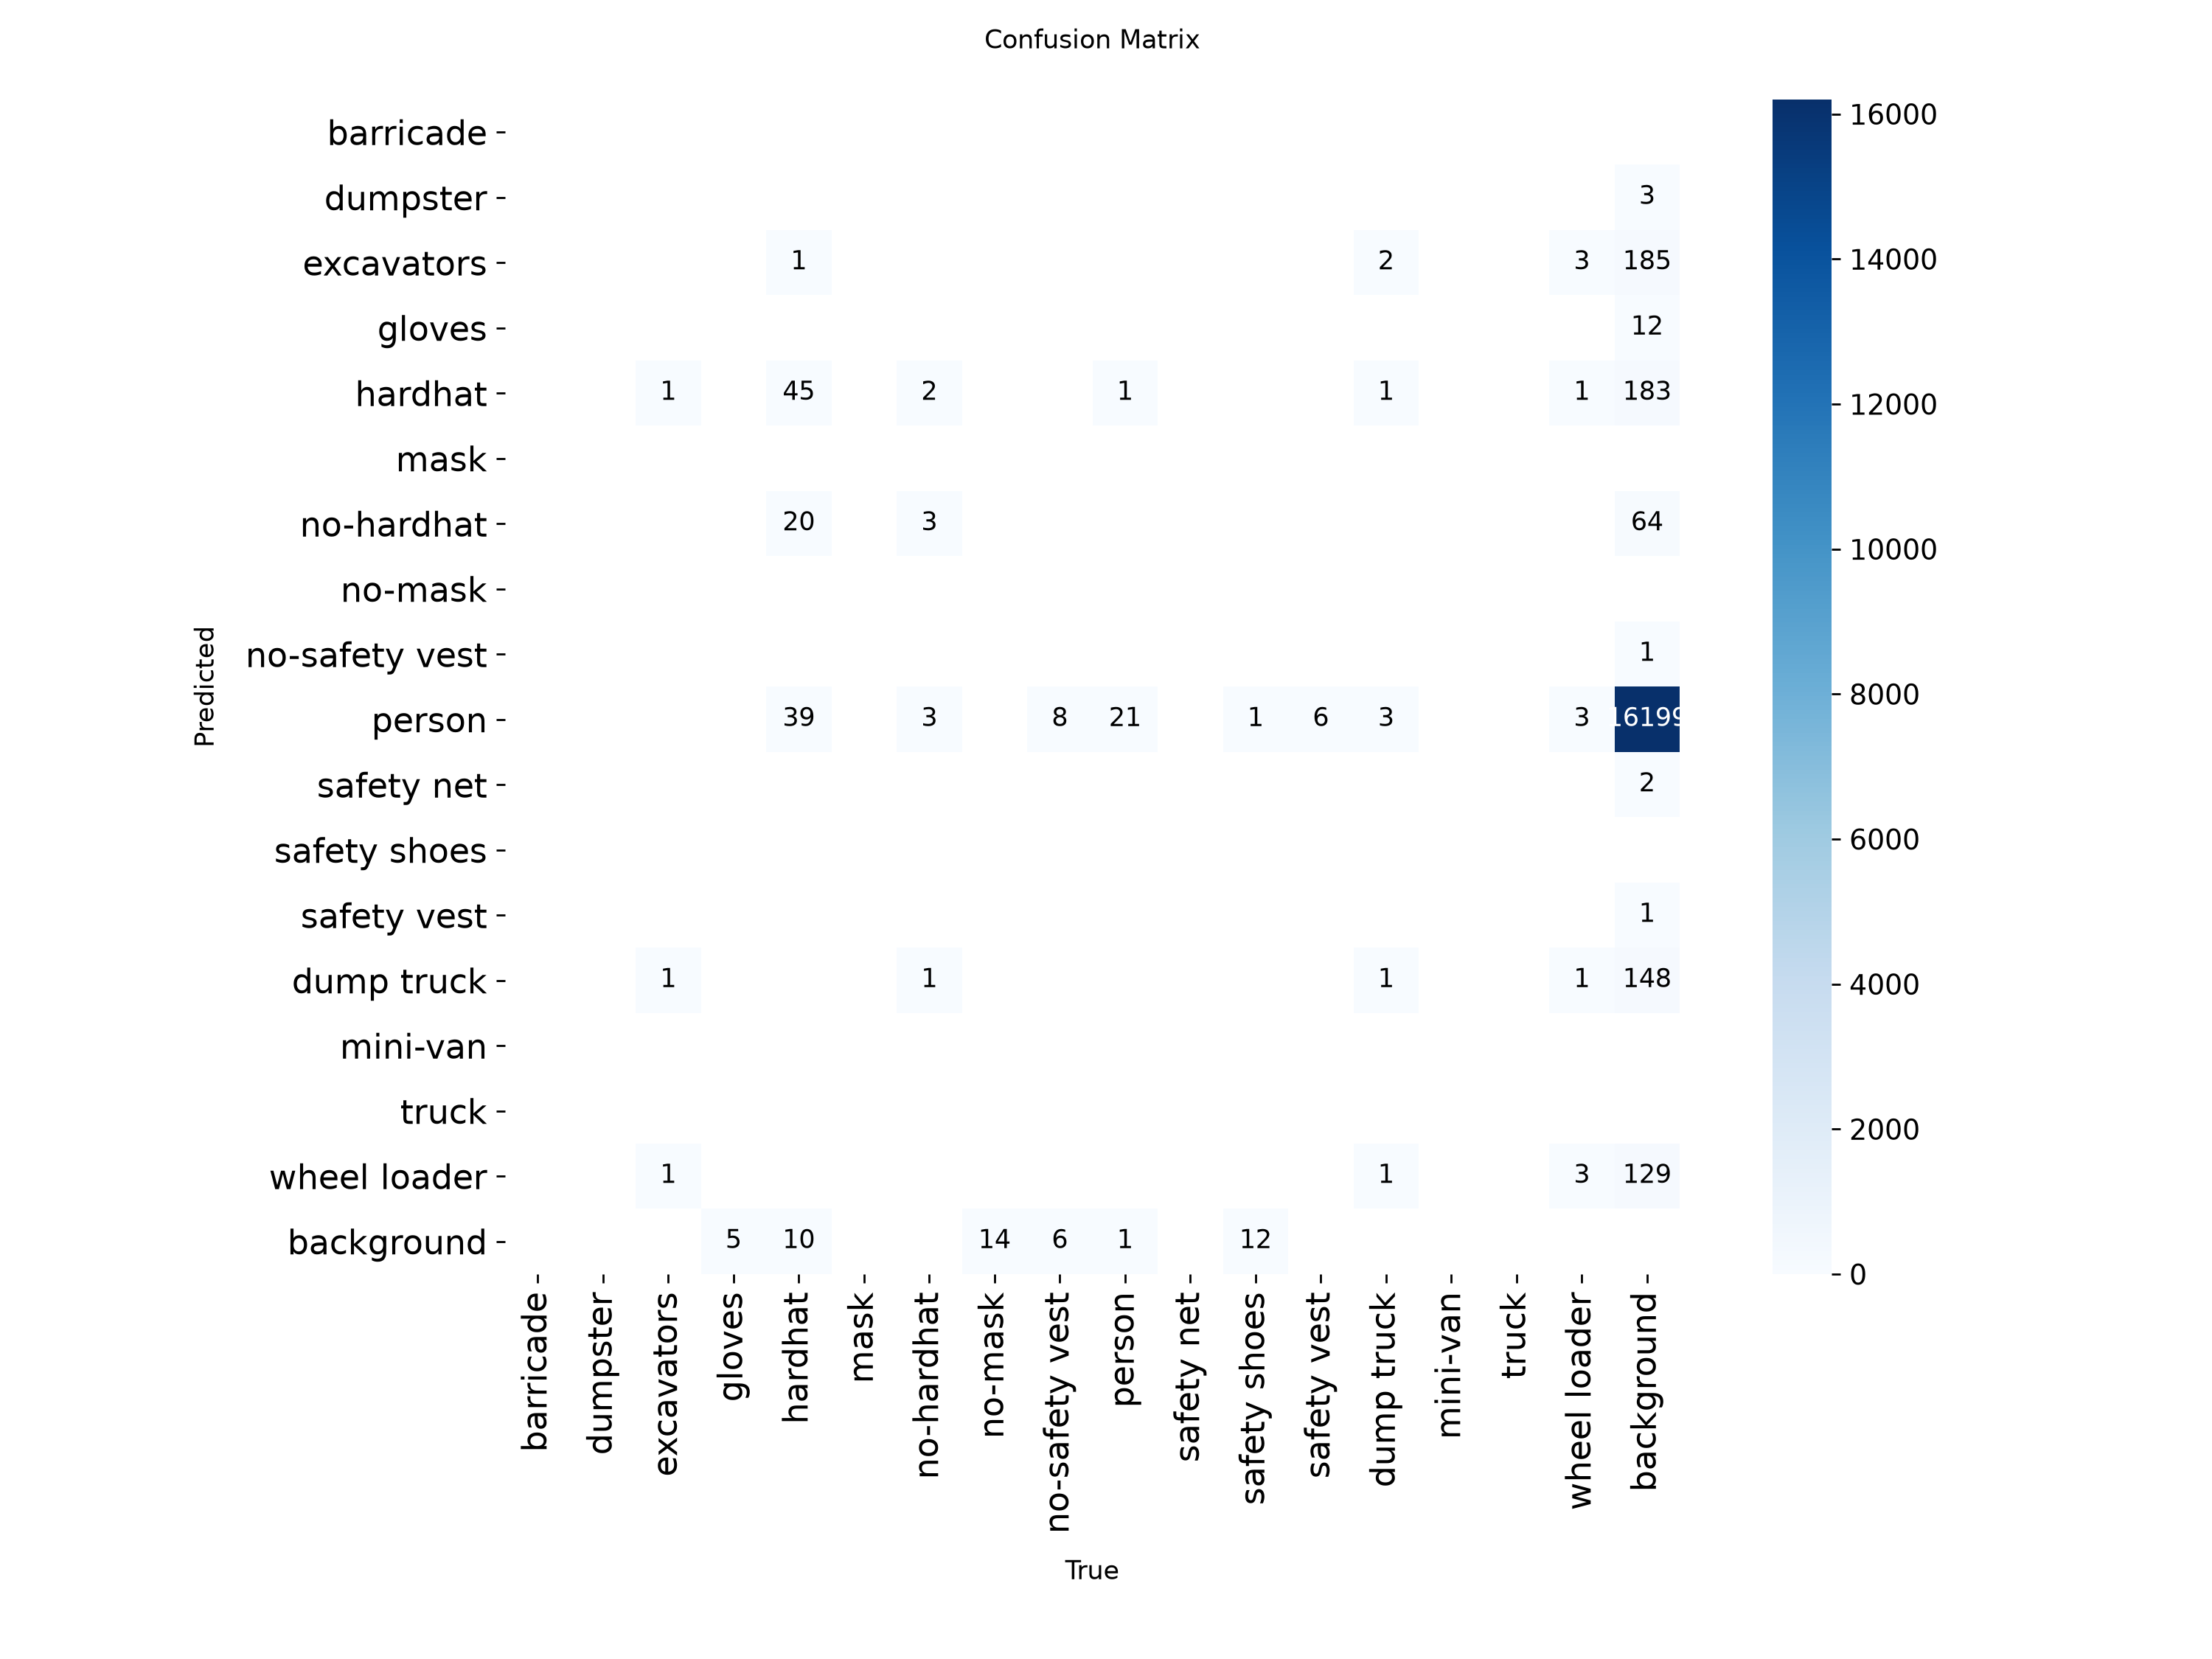 Confusion Matrix
barricade
dumpster 3
excavators 1 2 3 185
gloves 12
hardhat 1 45 2 1 1 1 183
mask
no-hardhat 20 3 64
no-mask
no-safety vest 1
person 39 3 8 21 1 6 3 3 16199
safety net 2
safety shoes
safety vest 1
dump truck 1 1 1 1 148
mini-van
truck
wheel loader 1 1 3 129
background 5 10 14 6 1 12
Predicted
barricade
dumpster
excavators
gloves
hardhat
mask
no-hardhat
no-mask
no-safety vest
person
safety net
safety shoes
safety vest
dump truck
mini-van
truck
wheel loader
background
True
16000
14000
12000
10000
8000
6000
4000
2000
0